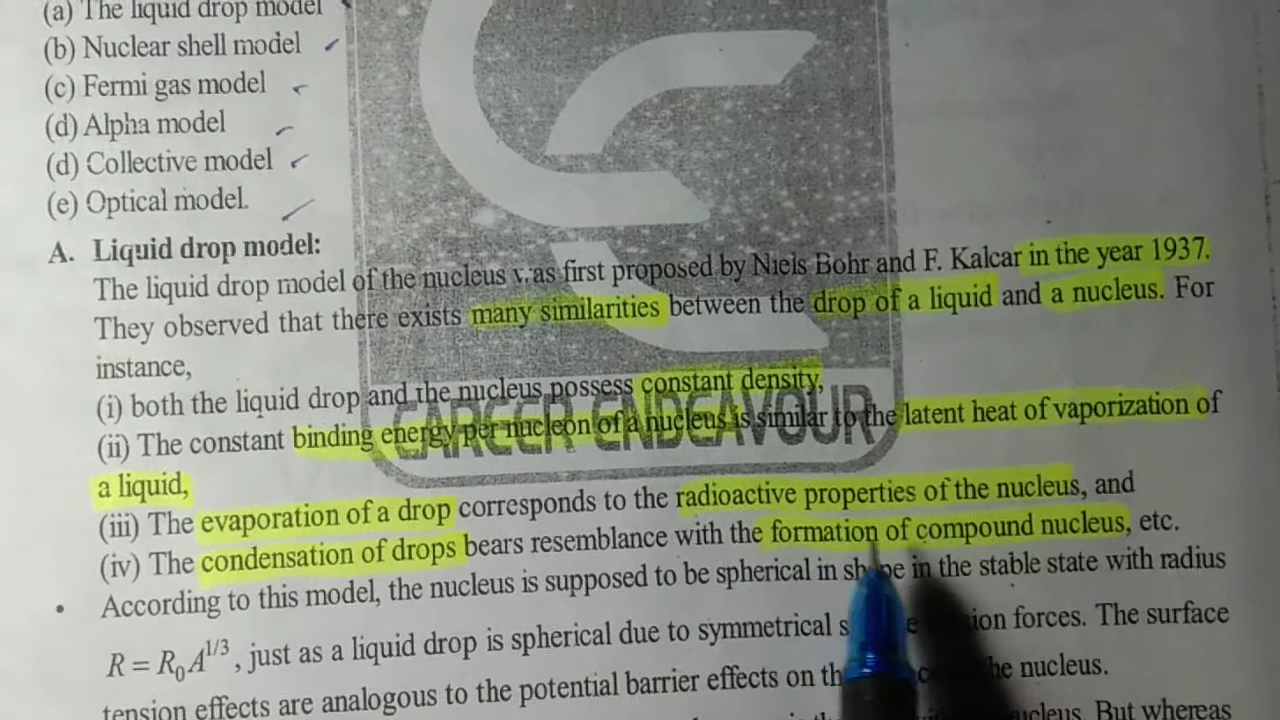 (a) The liquid drop model
(b) Nuclear shell model
(c) Fermi gas model
(d) Alpha model
(d) Collective model
(e) Optical model.
A. Liquid drop model:
The liquid drop model of the nucleus was first proposed by Niels Bohr and F. Kalcar in the year 1937.
They observed that there exists many similarities between the drop of a liquid and a nucleus. For
instance,
(i) both the liquid drop and the nucleus possess constant density,
(ii) The constant binding energy per nucleon of a nucleus is similar to the latent heat of vaporization of
CAREER ENDEAVOUR
a liquid,
(iii) The evaporation of a drop corresponds to the radioactive properties of the nucleus, and
(iv) The condensation of drops bears resemblance with the formation of compound nucleus, etc.
• According to this model, the nucleus is supposed to be spherical in shape in the stable state with radius
R = R₀A^1/3, just as a liquid drop is spherical due to symmetrical forces. The surface
tension effects are analogous to the potential barrier effects on the nucleus.
nucleus. But whereas